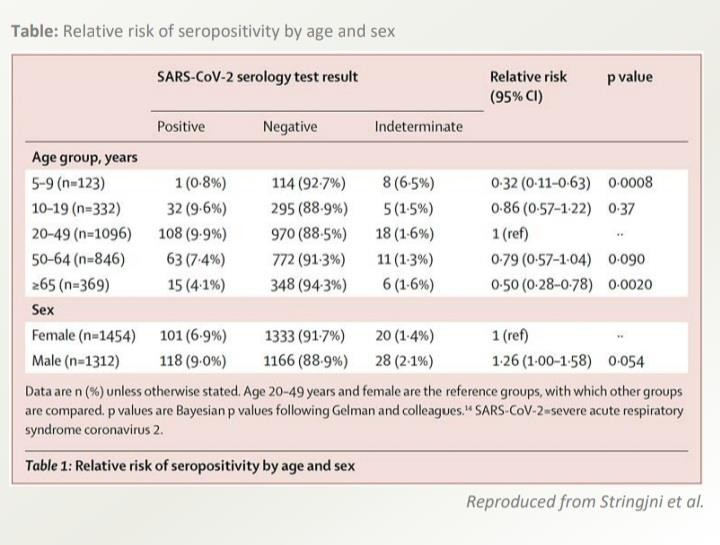 Table: Relative risk of seropositivity by age and sex
SARS-CoV-2 serology test result Relative risk (95% CI) p value
Positive Negative Indeterminate
Age group, years
5–9 (n=123) 1 (0·8%) 114 (92·7%) 8 (6·5%) 0·32 (0·11–0·63) 0·0008
10–19 (n=332) 32 (9·6%) 295 (88·9%) 5 (1·5%) 0·86 (0·57–1·22) 0·37
20–49 (n=1096) 108 (9·9%) 970 (88·5%) 18 (1·6%) 1 (ref) ··
50–64 (n=846) 63 (7·4%) 772 (91·3%) 11 (1·3%) 0·79 (0·57–1·04) 0·090
≥65 (n=369) 15 (4·1%) 348 (94·3%) 6 (1·6%) 0·50 (0·28–0·78) 0·0020
Sex
Female (n=1454) 101 (6·9%) 1333 (91·7%) 20 (1·4%) 1 (ref) ··
Male (n=1312) 118 (9·0%) 1166 (88·9%) 28 (2·1%) 1·26 (1·00–1·58) 0·054
Data are n (%) unless otherwise stated. Age 20–49 years and female are the reference groups, with which other groups
are compared. p values are Bayesian p values following Gelman and colleagues.¹⁴ SARS-CoV-2=severe acute respiratory
syndrome coronavirus 2.
Table 1: Relative risk of seropositivity by age and sex
Reproduced from Stringjni et al.